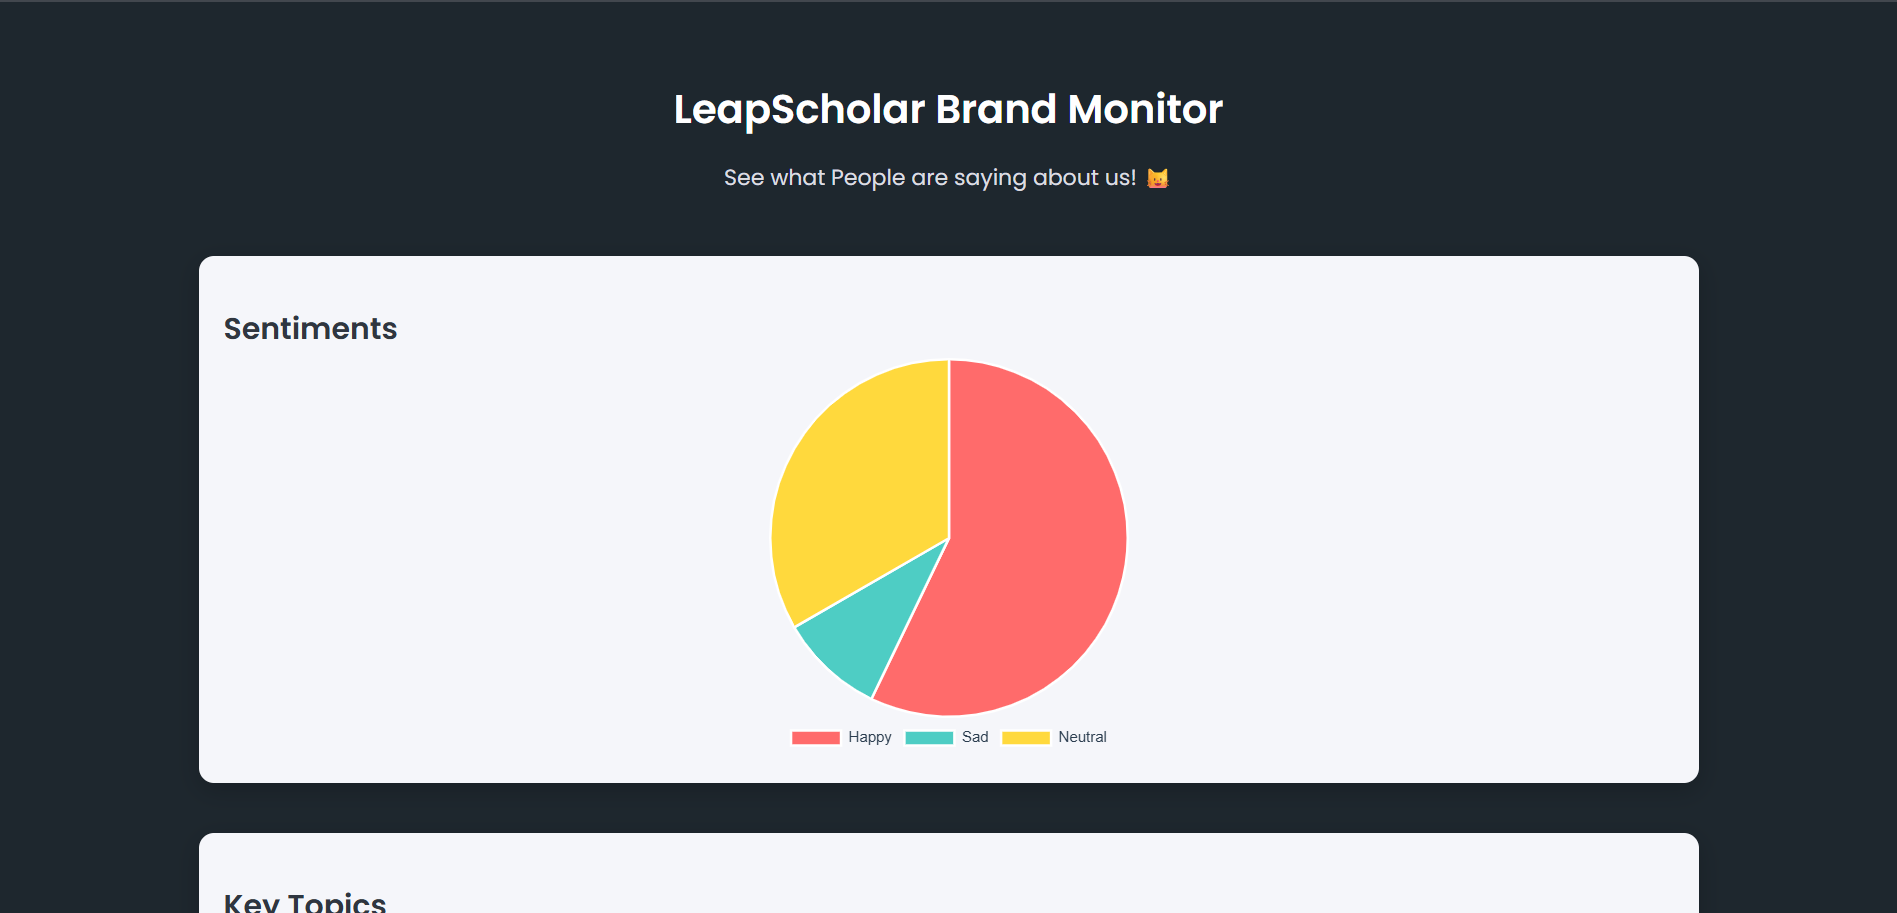 LeapScholar Brand Monitor
See what People are saying about us! 😺
Sentiments
Happy Sad Neutral
Key Topics